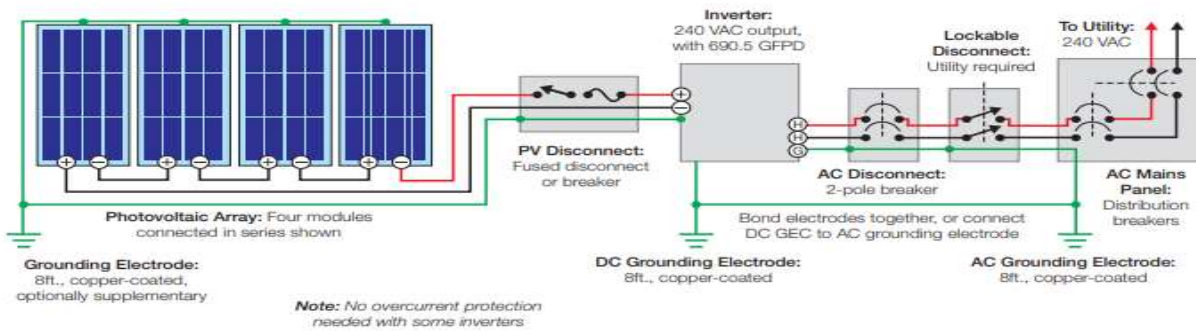 Inverter:
240 VAC output,
with 690.5 GFPD
Lockable
Disconnect:
Utility required
To Utility:
240 VAC
+
−
H
H
G
+ − + − + − + −
PV Disconnect:
Fused disconnect
or breaker
AC Disconnect:
2-pole breaker
AC Mains
Panel:
Distribution
breakers
Photovoltaic Array: Four modules
connected in series shown
Bond electrodes together, or connect
DC GEC to AC grounding electrode
Grounding Electrode:
8ft., copper-coated,
optionally supplementary
DC Grounding Electrode:
8ft., copper-coated
AC Grounding Electrode:
8ft., copper-coated
Note: No overcurrent protection
needed with some inverters